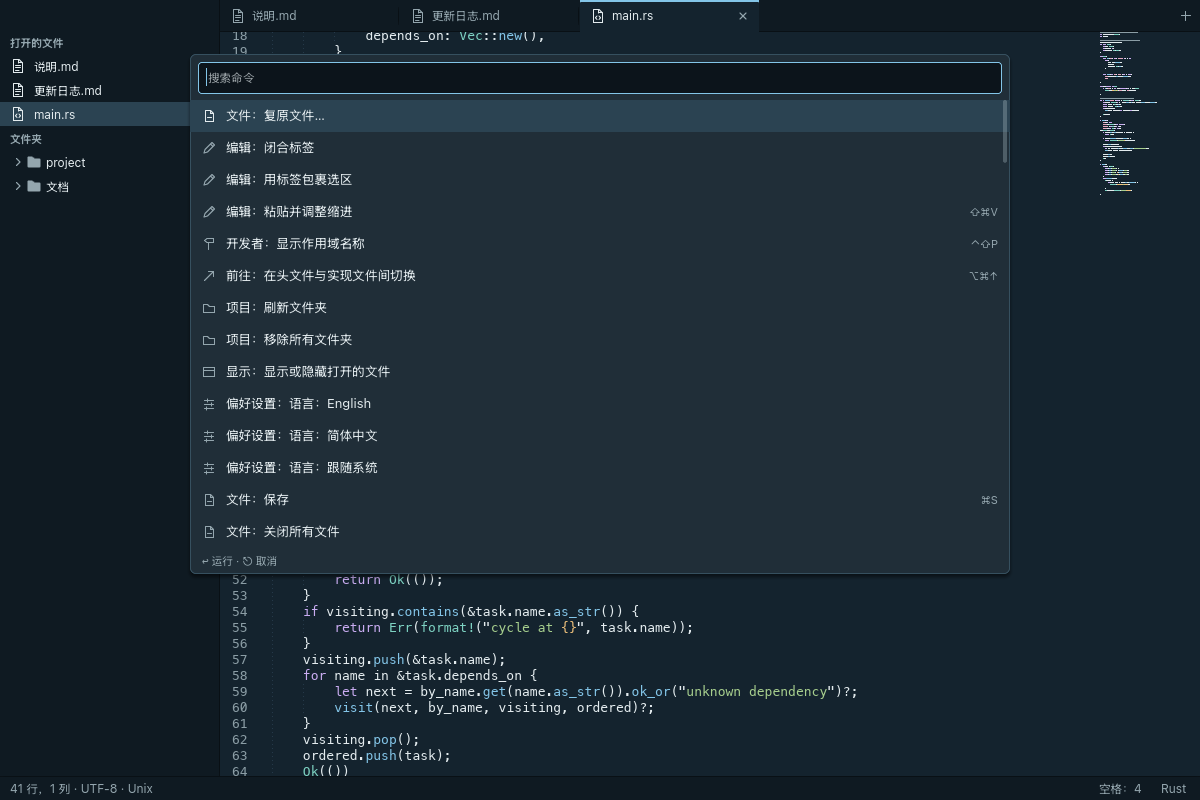 说明.md
更新日志.md
main.rs
打开的文件
说明.md
更新日志.md
main.rs
文件夹
project
文档
18 depends_on: Vec::new(),
19 }
搜索命令
文件：复原文件...
编辑：闭合标签
编辑：用标签包裹选区
编辑：粘贴并调整缩进 ⇧⌘V
开发者：显示作用域名称 ^⇧P
前往：在头文件与实现文件间切换 ⌥⌘↑
项目：刷新文件夹
项目：移除所有文件夹
显示：显示或隐藏打开的文件
偏好设置：语言：English
偏好设置：语言：简体中文
偏好设置：语言：跟随系统
文件：保存 ⌘S
文件：关闭所有文件
↩ 运行 · ⎋ 取消
52 return Ok(());
53 }
54 if visiting.contains(&task.name.as_str()) {
55 return Err(format!("cycle at {}", task.name));
56 }
57 visiting.push(&task.name);
58 for name in &task.depends_on {
59 let next = by_name.get(name.as_str()).ok_or("unknown dependency")?;
60 visit(next, by_name, visiting, ordered)?;
61 }
62 visiting.pop();
63 ordered.push(task);
64 Ok(())
41 行，1 列 · UTF-8 · Unix
空格：4 Rust